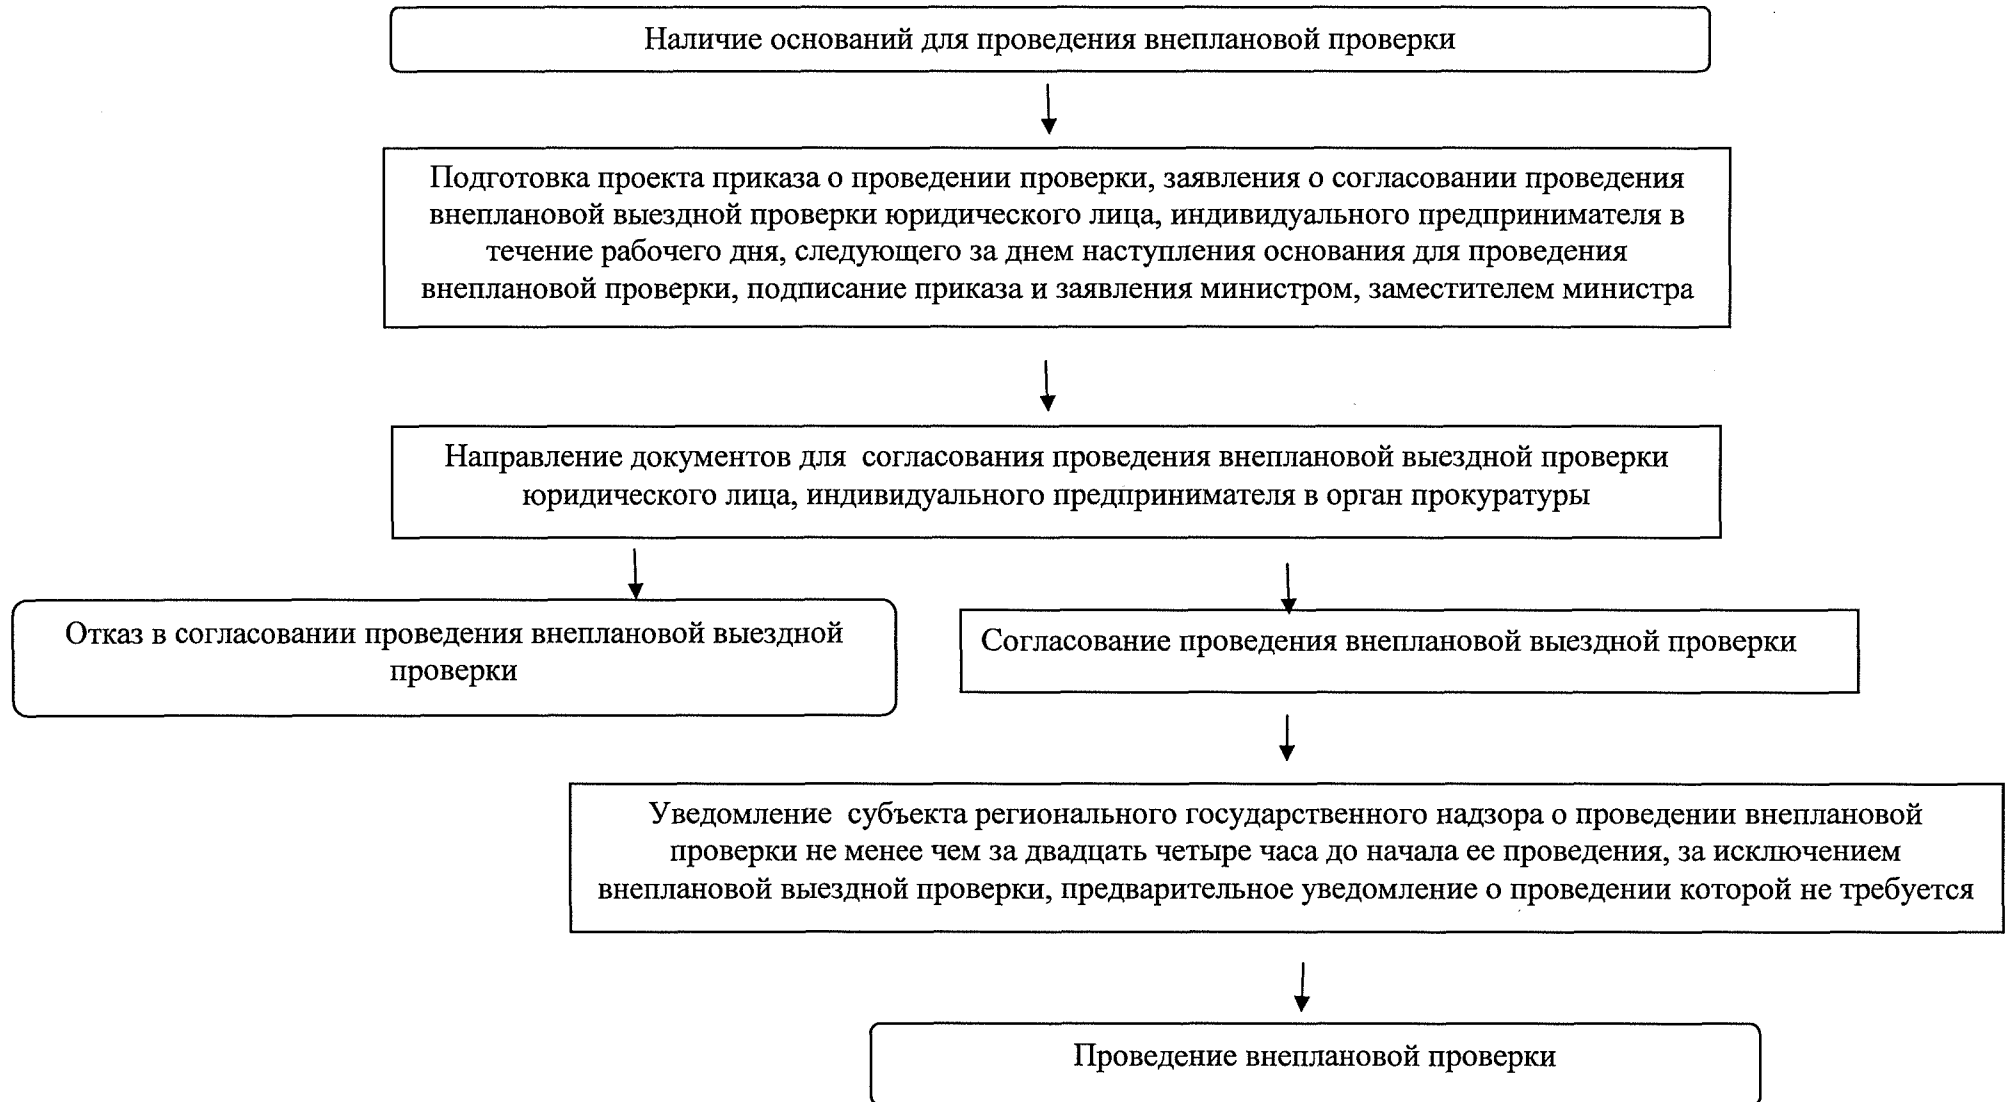 Наличие оснований для проведения внеплановой проверки
Подготовка проекта приказа о проведении проверки, заявления о согласовании проведения
внеплановой выездной проверки юридического лица, индивидуального предпринимателя в
течение рабочего дня, следующего за днем наступления основания для проведения
внеплановой проверки, подписание приказа и заявления министром, заместителем министра
Направление документов для согласования проведения внеплановой выездной проверки
юридического лица, индивидуального предпринимателя в орган прокуратуры
Отказ в согласовании проведения внеплановой выездной
проверки
Согласование проведения внеплановой выездной проверки
Уведомление субъекта регионального государственного надзора о проведении внеплановой
проверки не менее чем за двадцать четыре часа до начала ее проведения, за исключением
внеплановой выездной проверки, предварительное уведомление о проведении которой не требуется
Проведение внеплановой проверки